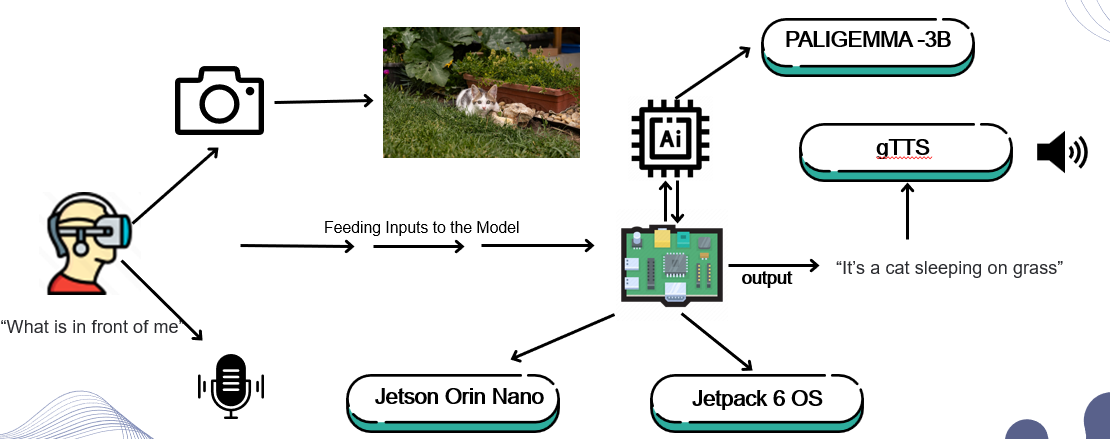 PALIGEMMA -3B
Ai
gTTS
Feeding Inputs to the Model
output
“It’s a cat sleeping on grass”
“What is in front of me”
Jetson Orin Nano
Jetpack 6 OS